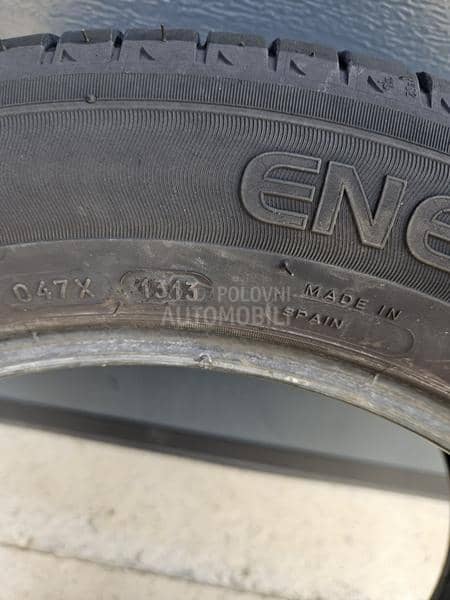 ENE
047X 1313 MADE IN
SPAIN
POLOVNI
AUTOMOBILI